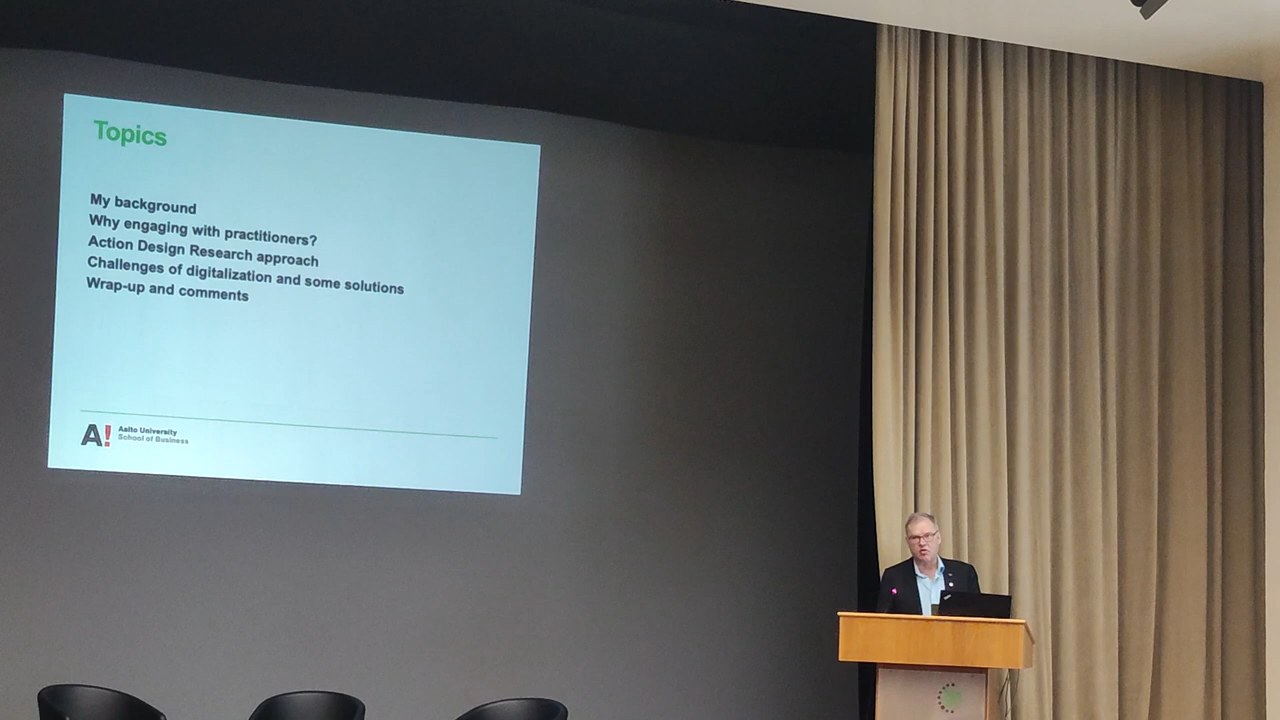 Topics
My background
Why engaging with practitioners?
Action Design Research approach
Challenges of digitalization and some solutions
Wrap-up and comments
A!
Aalto University
School of Business